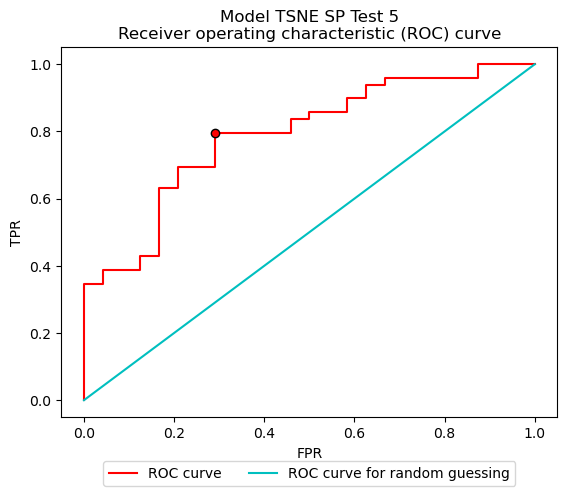 Model TSNE SP Test 5
Receiver operating characteristic (ROC) curve
1.0
0.8
0.6
0.4
0.2
0.0
TPR
0.0 0.2 0.4 0.6 0.8 1.0
FPR
ROC curve ROC curve for random guessing